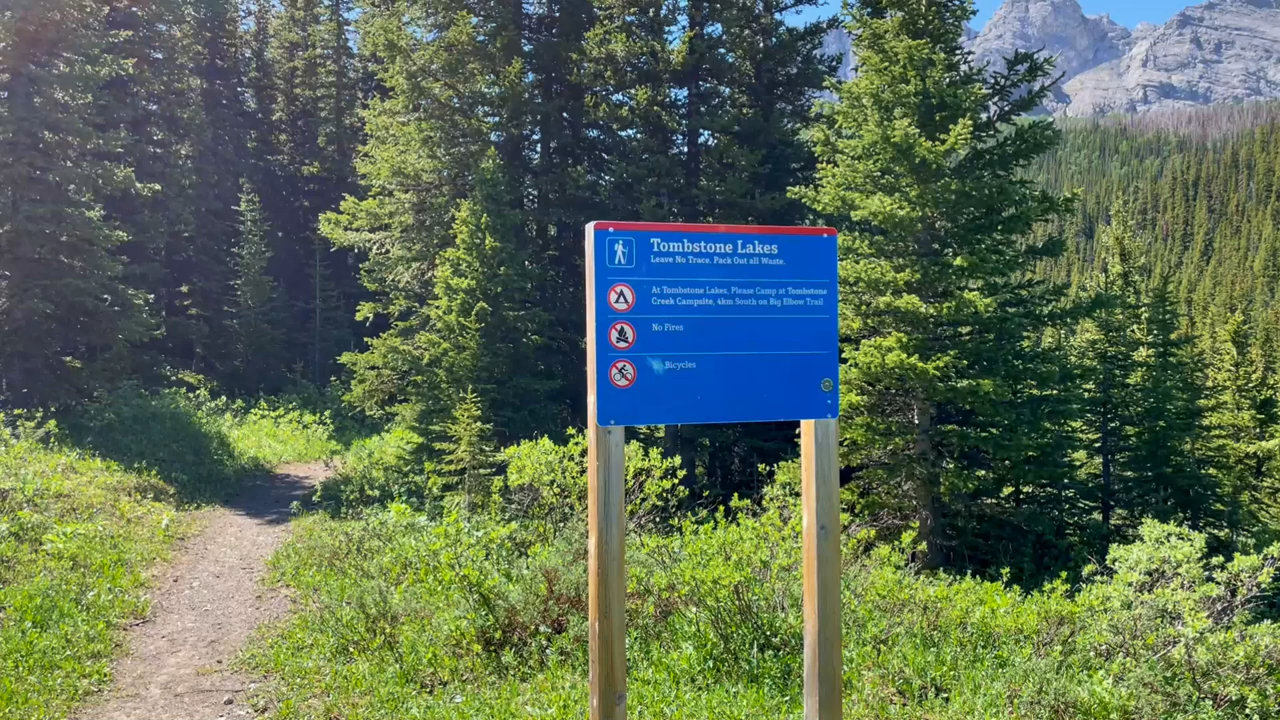 Tombstone Lakes
Leave No Trace. Pack Out all Waste.
At Tombstone Lakes, Please Camp at Tombstone
Creek Campsite, 4km South on Big Elbow Trail
No Fires
Bicycles